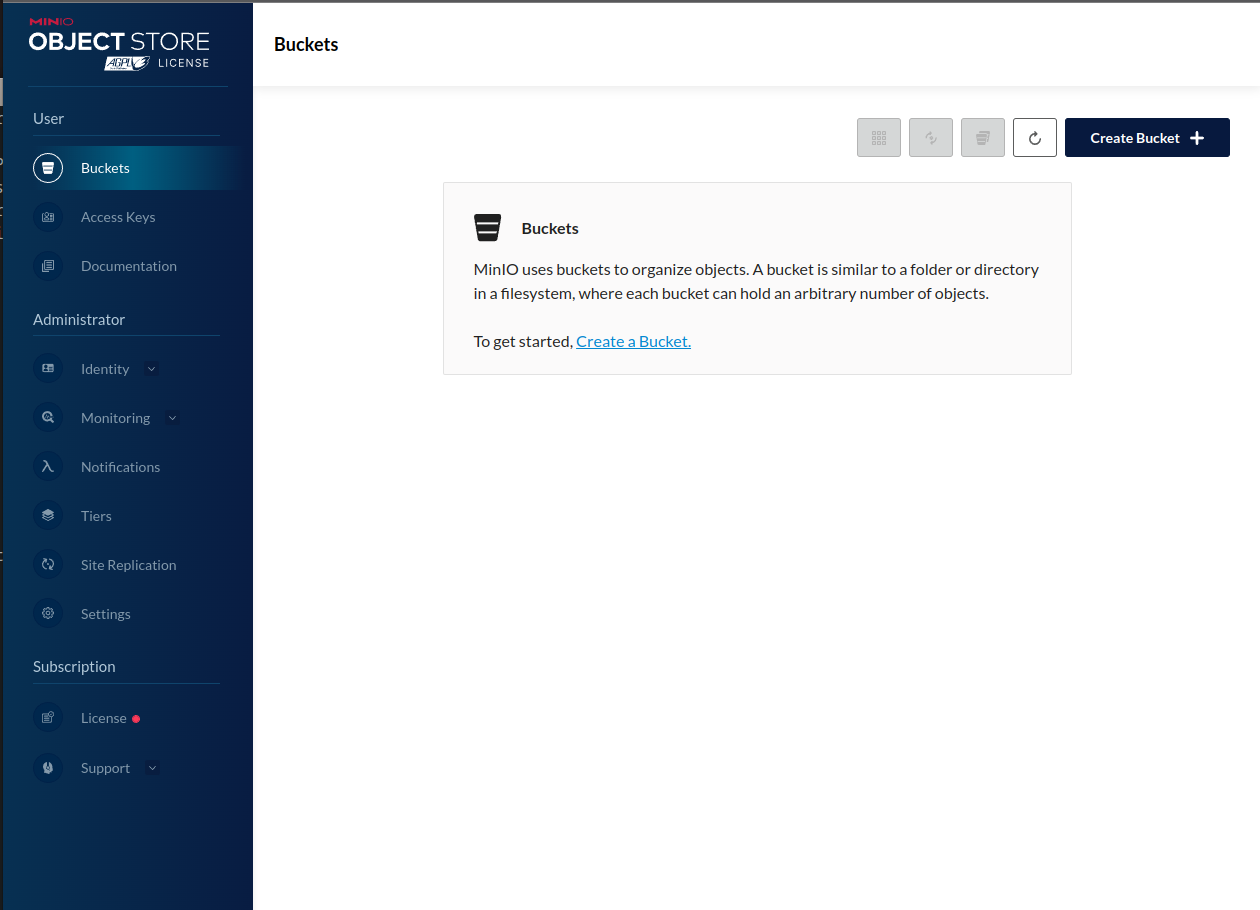 MINIO
OBJECT STORE
AGPL LICENSE
User
Buckets
Access Keys
Documentation
Administrator
Identity
Monitoring
Notifications
Tiers
Site Replication
Settings
Subscription
License
Support
Buckets
Create Bucket
Buckets
MinIO uses buckets to organize objects. A bucket is similar to a folder or directory
in a filesystem, where each bucket can hold an arbitrary number of objects.
To get started, Create a Bucket.